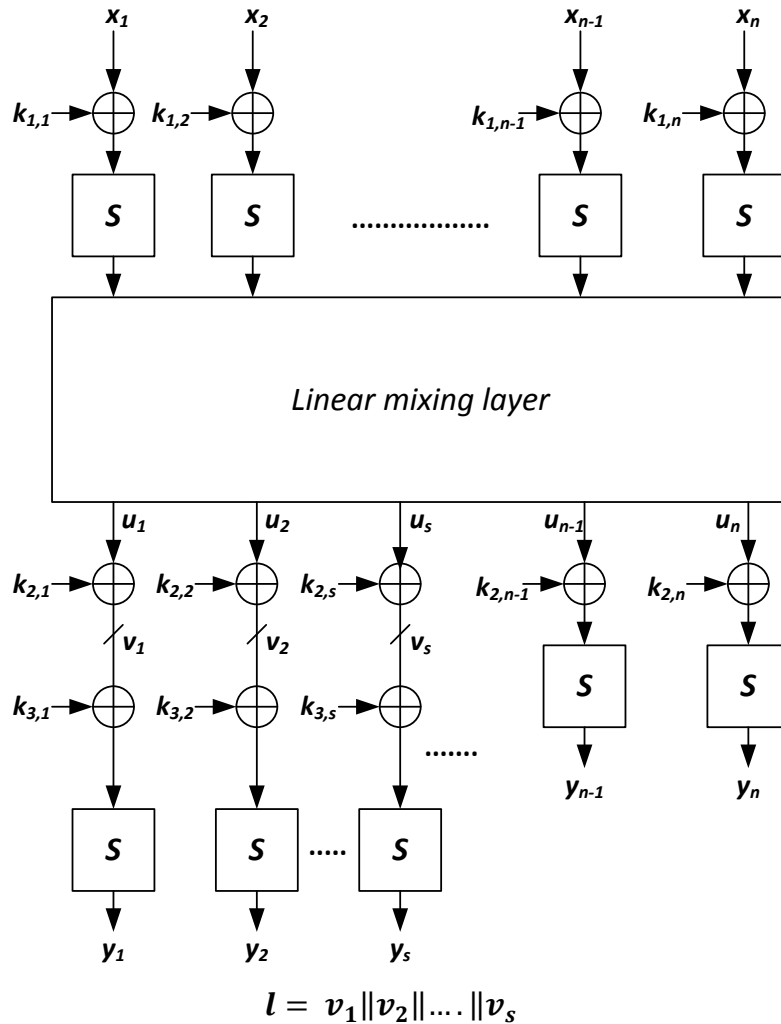 x1 x2 xn-1 xn
k1,1 k1,2 k1,n-1 k1,n
S S S S
..................
Linear mixing layer
u1 u2 us un-1 un
k2,1 k2,2 k2,s k2,n-1 k2,n
v1 v2 vs
S S
k3,1 k3,2 k3,s
.......
yn-1 yn
S S ..... S
y1 y2 ys
l = v1||v2||....||vs